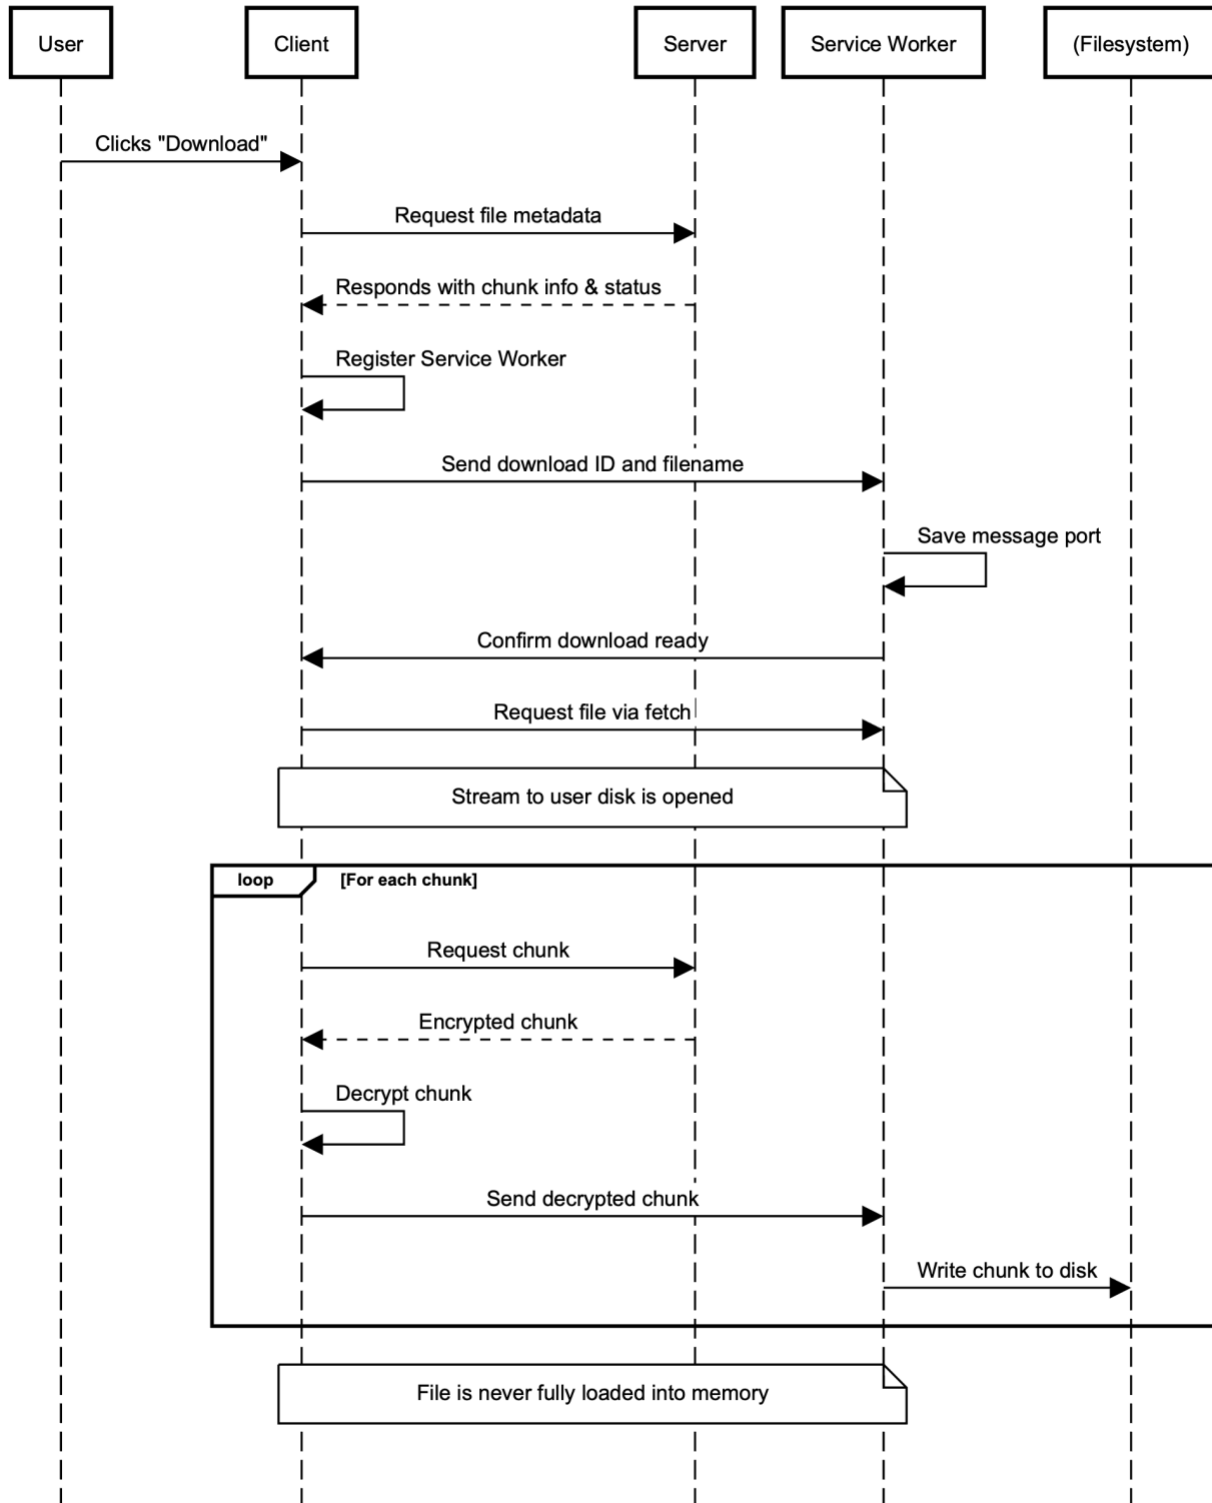 User
Client
Server
Service Worker
(Filesystem)
Clicks "Download"
Request file metadata
Responds with chunk info & status
Register Service Worker
Send download ID and filename
Save message port
Confirm download ready
Request file via fetch
Stream to user disk is opened
loop
[For each chunk]
Request chunk
Encrypted chunk
Decrypt chunk
Send decrypted chunk
Write chunk to disk
File is never fully loaded into memory